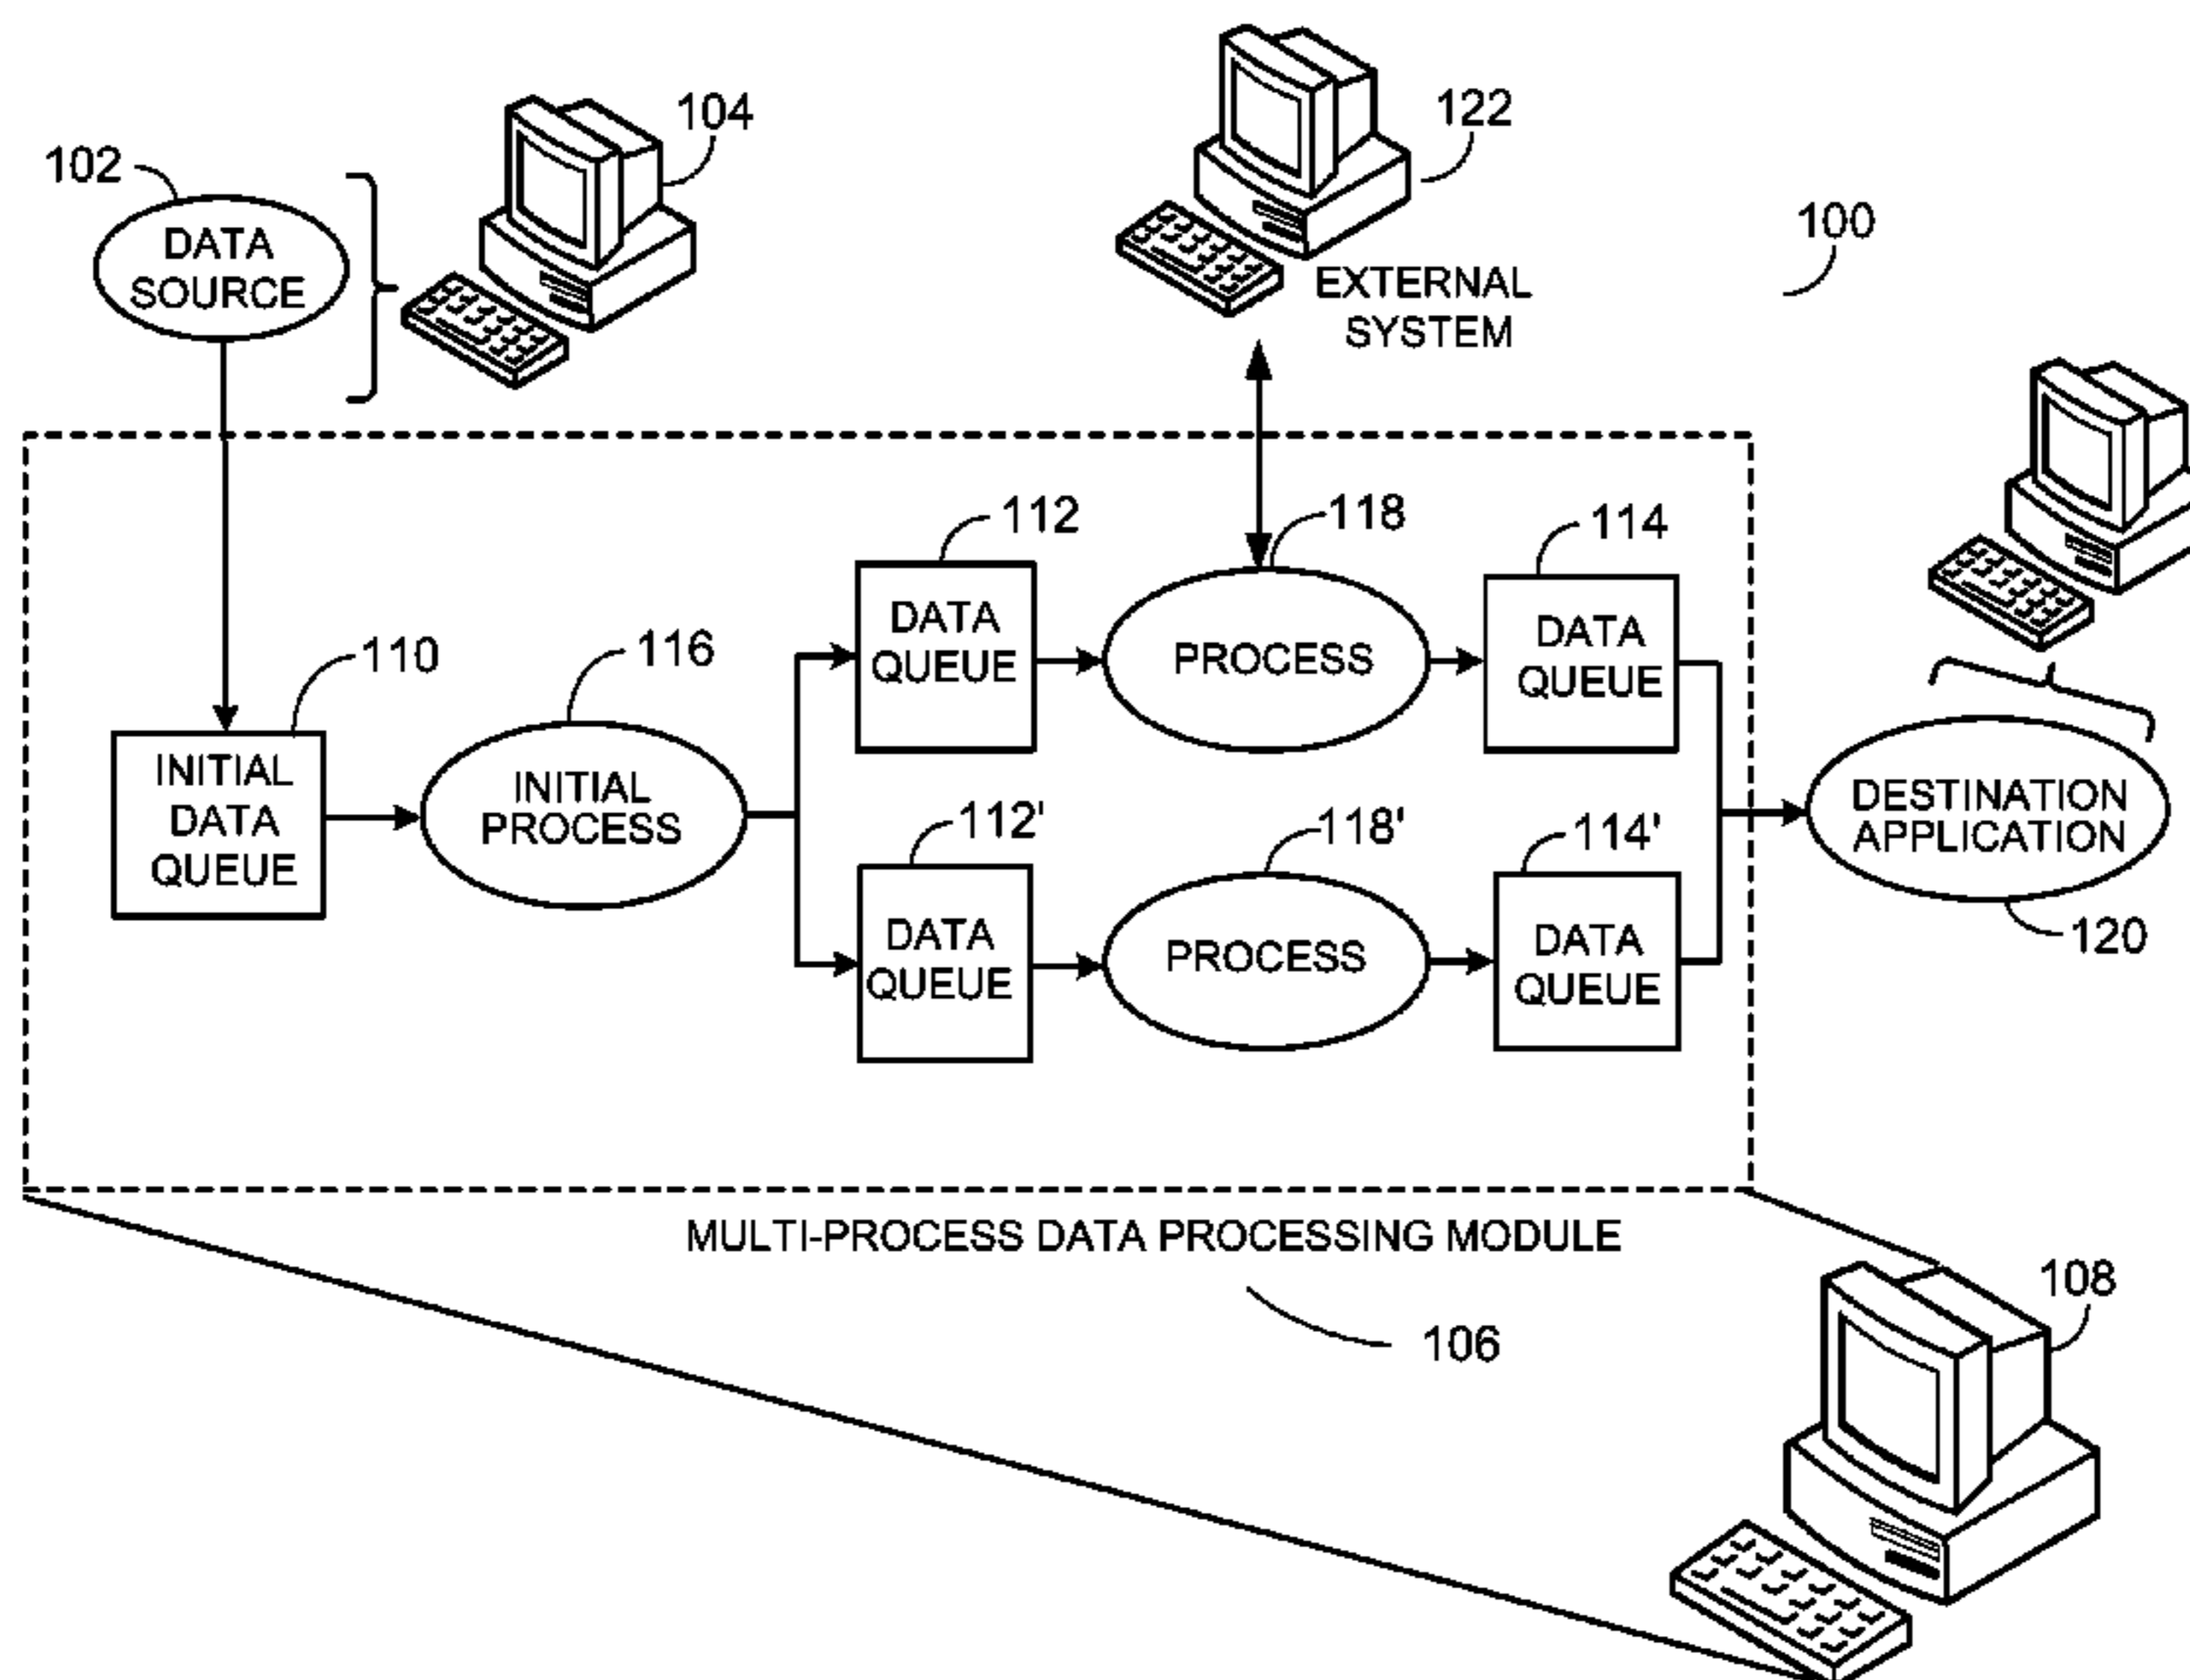 104
122
102
100
DATA
SOURCE
EXTERNAL
SYSTEM
112
118
114
DATA
QUEUE
PROCESS
DATA
QUEUE
110
116
INITIAL
DATA
QUEUE
INITIAL
PROCESS
112'
118'
114'
DESTINATION
APPLICATION
DATA
QUEUE
PROCESS
DATA
QUEUE
120
MULTI-PROCESS DATA PROCESSING MODULE
106
108